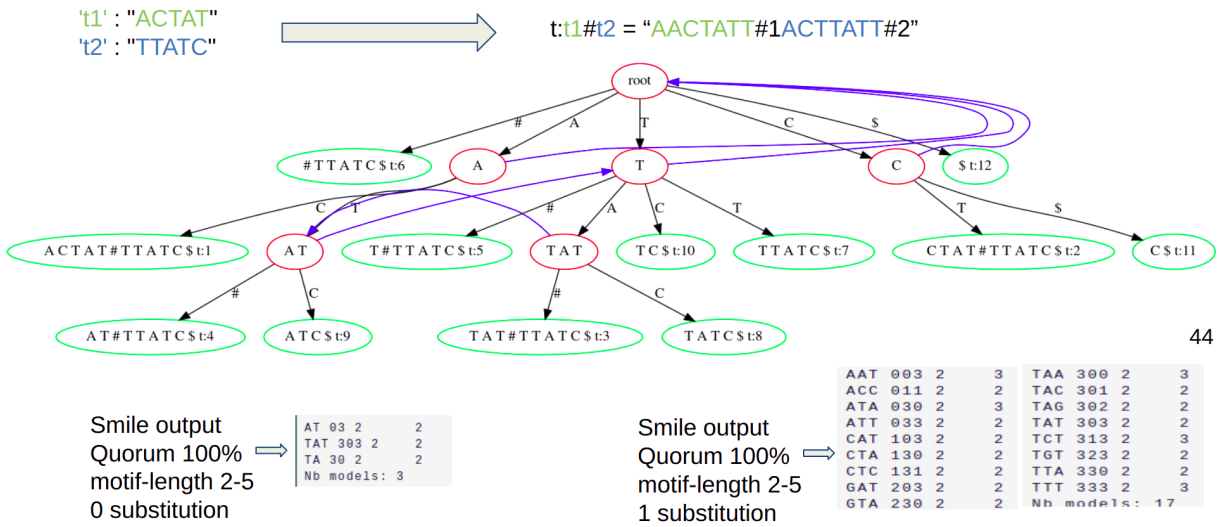 't1' : "ACTAT"
't2' : "TTATC"
t:t1#t2 = “AACTATT#1ACTTATT#2”
root
# A T C $
#TTATC$ t:6
A
T
C
$ t:12
C T # A C T T $
ACTAT#TTATC$ t:1
AT
T#TTATC$ t:5
TAT
TC$ t:10
TTATC$ t:7
CTAT#TTATC$ t:2
C$ t:11
# C # C
AT#TTATC$ t:4
ATC$ t:9
TAT#TTATC$ t:3
TATC$ t:8
44
Smile output
Quorum 100%
motif-length 2-5
0 substitution
AT 03 2 2
TAT 303 2 2
TA 30 2 2
Nb models: 3
Smile output
Quorum 100%
motif-length 2-5
1 substitution
AAT 003 2 3
ACC 011 2 2
ATA 030 2 3
ATT 033 2 2
CAT 103 2 2
CTA 130 2 2
CTC 131 2 2
GAT 203 2 2
GTA 230 2 2
TAA 300 2 3
TAC 301 2 2
TAG 302 2 2
TAT 303 2 2
TCT 313 2 3
TGT 323 2 2
TTA 330 2 2
TTT 333 2 3
Nb models: 17